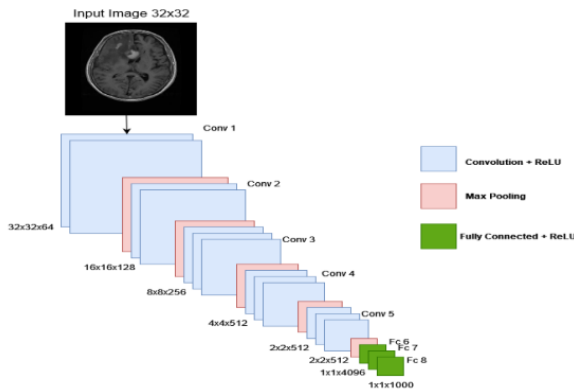 Input Image 32x32
Conv 1
32x32x64
Conv 2
16x16x128
Conv 3
8x8x256
Conv 4
4x4x512
Conv 5
2x2x512
2x2x512
Fc 6
Fc 7
Fc 8
1x1x4096
1x1x1000
Convolution + ReLU
Max Pooling
Fully Connected + ReLU